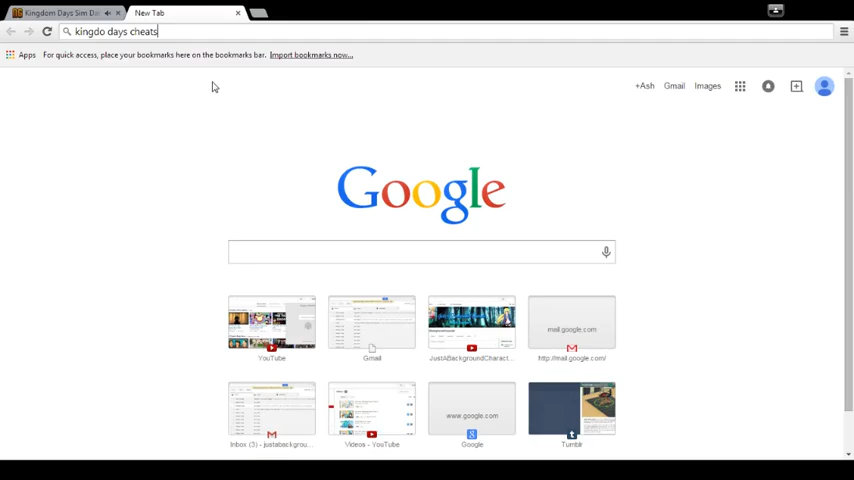 Kingdom Days Sim Da
New Tab
kingdo days cheats
Apps For quick access, place your bookmarks here on the bookmarks bar. Import bookmarks now...
+Ash Gmail Images
Google
mail.google.com
YouTube Gmail JustABackgroundCharact... http://mail.google.com/
www.google.com
Inbox (3) - justabackgrou... Videos - YouTube Google Tumblr